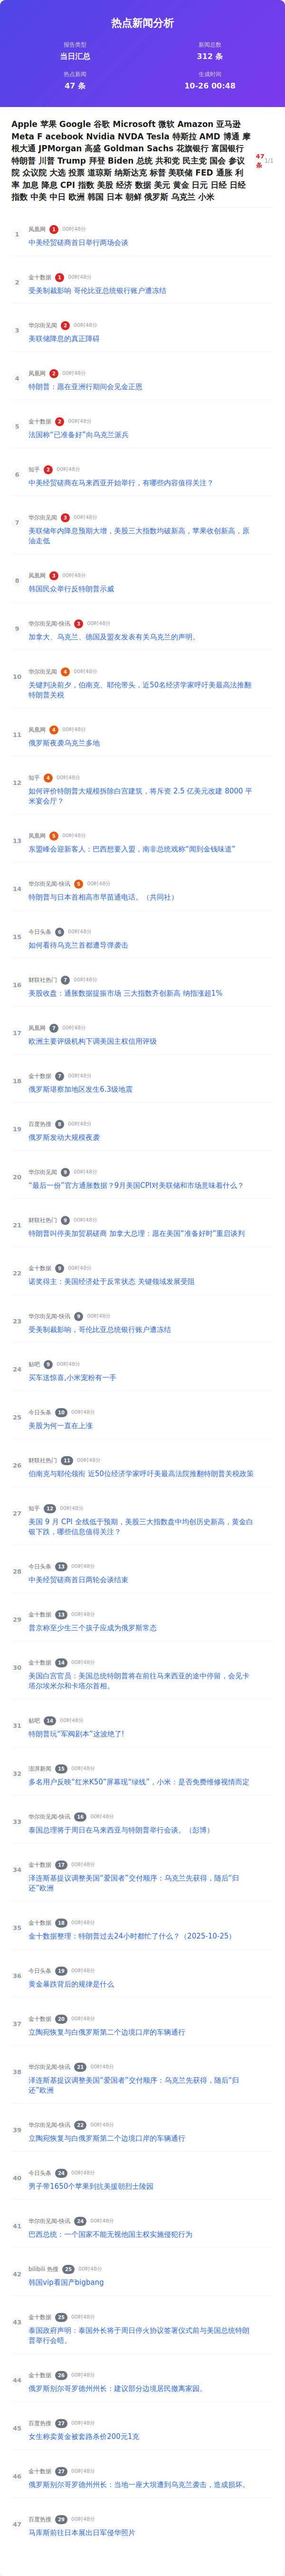 热点新闻分析
报告类型
当日汇总
新闻总数
312 条
热点新闻
47 条
生成时间
10-26 00:48
Apple 苹果 Google 谷歌 Microsoft 微软 Amazon 亚马逊
Meta F acebook Nvidia NVDA Tesla 特斯拉 AMD 博通 摩
根大通 JPMorgan 高盛 Goldman Sachs 花旗银行 富国银行
特朗普 川普 Trump 拜登 Biden 总统 共和党 民主党 国会 参议
院 众议院 大选 投票 道琼斯 纳斯达克 标普 美联储 FED 通胀 利
率 加息 降息 CPI 指数 美股 经济 数据 美元 黄金 日元 日经 日经
指数 中美 中日 欧洲 韩国 日本 朝鲜 俄罗斯 乌克兰 小米
47
条
1/1
1
凤凰网 1 00时48分
中美经贸磋商首日举行两场会谈
2
金十数据 1 00时48分
受美制裁影响 哥伦比亚总统银行账户遭冻结
3
华尔街见闻 2 00时48分
美联储降息的真正障碍
4
凤凰网 2 00时48分
特朗普：愿在亚洲行期间会见金正恩
5
金十数据 2 00时48分
法国称“已准备好”向乌克兰派兵
6
知乎 2 00时48分
中美经贸磋商在马来西亚开始举行，有哪些内容值得关注？
7
华尔街见闻 3 00时48分
美联储年内降息预期大增，美股三大指数均破新高，苹果收创新高，原
油走低
8
凤凰网 3 00时48分
韩国民众举行反特朗普示威
9
华尔街见闻-快讯 3 00时48分
加拿大、乌克兰、德国及盟友发表有关乌克兰的声明。
10
华尔街见闻 4 00时48分
关键判决前夕，伯南克、耶伦带头，近50名经济学家呼吁美最高法推翻
特朗普关税
11
凤凰网 4 00时48分
俄罗斯夜袭乌克兰多地
12
知乎 4 00时48分
如何评价特朗普大规模拆除白宫建筑，将斥资 2.5 亿美元改建 8000 平
米宴会厅？
13
凤凰网 5 00时48分
东盟峰会迎新客人：巴西想要入盟，南非总统戏称“闻到金钱味道”
14
华尔街见闻-快讯 5 00时48分
特朗普与日本首相高市早苗通电话。（共同社）
15
今日头条 6 00时48分
如何看待乌克兰首都遭导弹袭击
16
财联社热门 7 00时48分
美股收盘：通胀数据提振市场 三大指数齐创新高 纳指涨超1%
17
凤凰网 7 00时48分
欧洲主要评级机构下调美国主权信用评级
18
金十数据 7 00时48分
俄罗斯堪察加地区发生6.3级地震
19
百度热搜 8 00时48分
俄罗斯发动大规模夜袭
20
华尔街见闻 9 00时48分
“最后一份”官方通胀数据？9月美国CPI对美联储和市场意味着什么？
21
财联社热门 9 00时48分
特朗普叫停美加贸易磋商 加拿大总理：愿在美国“准备好时”重启谈判
22
金十数据 9 00时48分
诺奖得主：美国经济处于反常状态 关键领域发展受阻
23
华尔街见闻-快讯 9 00时48分
受美制裁影响，哥伦比亚总统银行账户遭冻结
24
贴吧 9 00时48分
买车送惊喜,小米宠粉有一手
25
今日头条 10 00时48分
美股为何一直在上涨
26
财联社热门 11 00时48分
伯南克与耶伦领衔 近50位经济学家呼吁美最高法院推翻特朗普关税政策
27
知乎 12 00时48分
美国 9 月 CPI 全线低于预期，美股三大指数盘中均创历史新高，黄金白
银下跌，哪些信息值得关注？
28
今日头条 13 00时48分
中美经贸磋商首日两轮会谈结束
29
金十数据 13 00时48分
普京称至少生三个孩子应成为俄罗斯常态
30
金十数据 14 00时48分
美国白宫官员：美国总统特朗普将在前往马来西亚的途中停留，会见卡
塔尔埃米尔和卡塔尔首相。
31
贴吧 14 00时48分
特朗普玩“军阀剧本”这波绝了!
32
澎湃新闻 15 00时48分
多名用户反映“红米K50”屏幕现“绿线”，小米：是否免费维修视情而定
33
华尔街见闻-快讯 16 00时48分
泰国总理将于周日在马来西亚与特朗普举行会谈。（彭博）
34
金十数据 17 00时48分
泽连斯基提议调整美国“爱国者”交付顺序：乌克兰先获得，随后“归
还”欧洲
35
金十数据 18 00时48分
金十数据整理：特朗普过去24小时都忙了什么？（2025-10-25）
36
今日头条 19 00时48分
黄金暴跌背后的规律是什么
37
金十数据 20 00时48分
立陶宛恢复与白俄罗斯第二个边境口岸的车辆通行
38
华尔街见闻-快讯 21 00时48分
泽连斯基提议调整美国“爱国者”交付顺序：乌克兰先获得，随后“归
还”欧洲
39
华尔街见闻-快讯 22 00时48分
立陶宛恢复与白俄罗斯第二个边境口岸的车辆通行
40
今日头条 24 00时48分
男子带1650个苹果到抗美援朝烈士陵园
41
华尔街见闻-快讯 24 00时48分
巴西总统：一个国家不能无视他国主权实施侵犯行为
42
bilibili 热搜 25 00时48分
韩国vip看国产bigbang
43
金十数据 25 00时48分
泰国政府声明：泰国外长将于周日停火协议签署仪式前与美国总统特朗
普举行会晤。
44
金十数据 26 00时48分
俄罗斯别尔哥罗德州州长：建议部分边境居民撤离家园。
45
百度热搜 27 00时48分
女生称卖黄金被套路杀价200元1克
46
金十数据 27 00时48分
俄罗斯别尔哥罗德州州长：当地一座大坝遭到乌克兰袭击，造成损坏。
47
百度热搜 29 00时48分
马库斯前往日本展出日军侵华照片